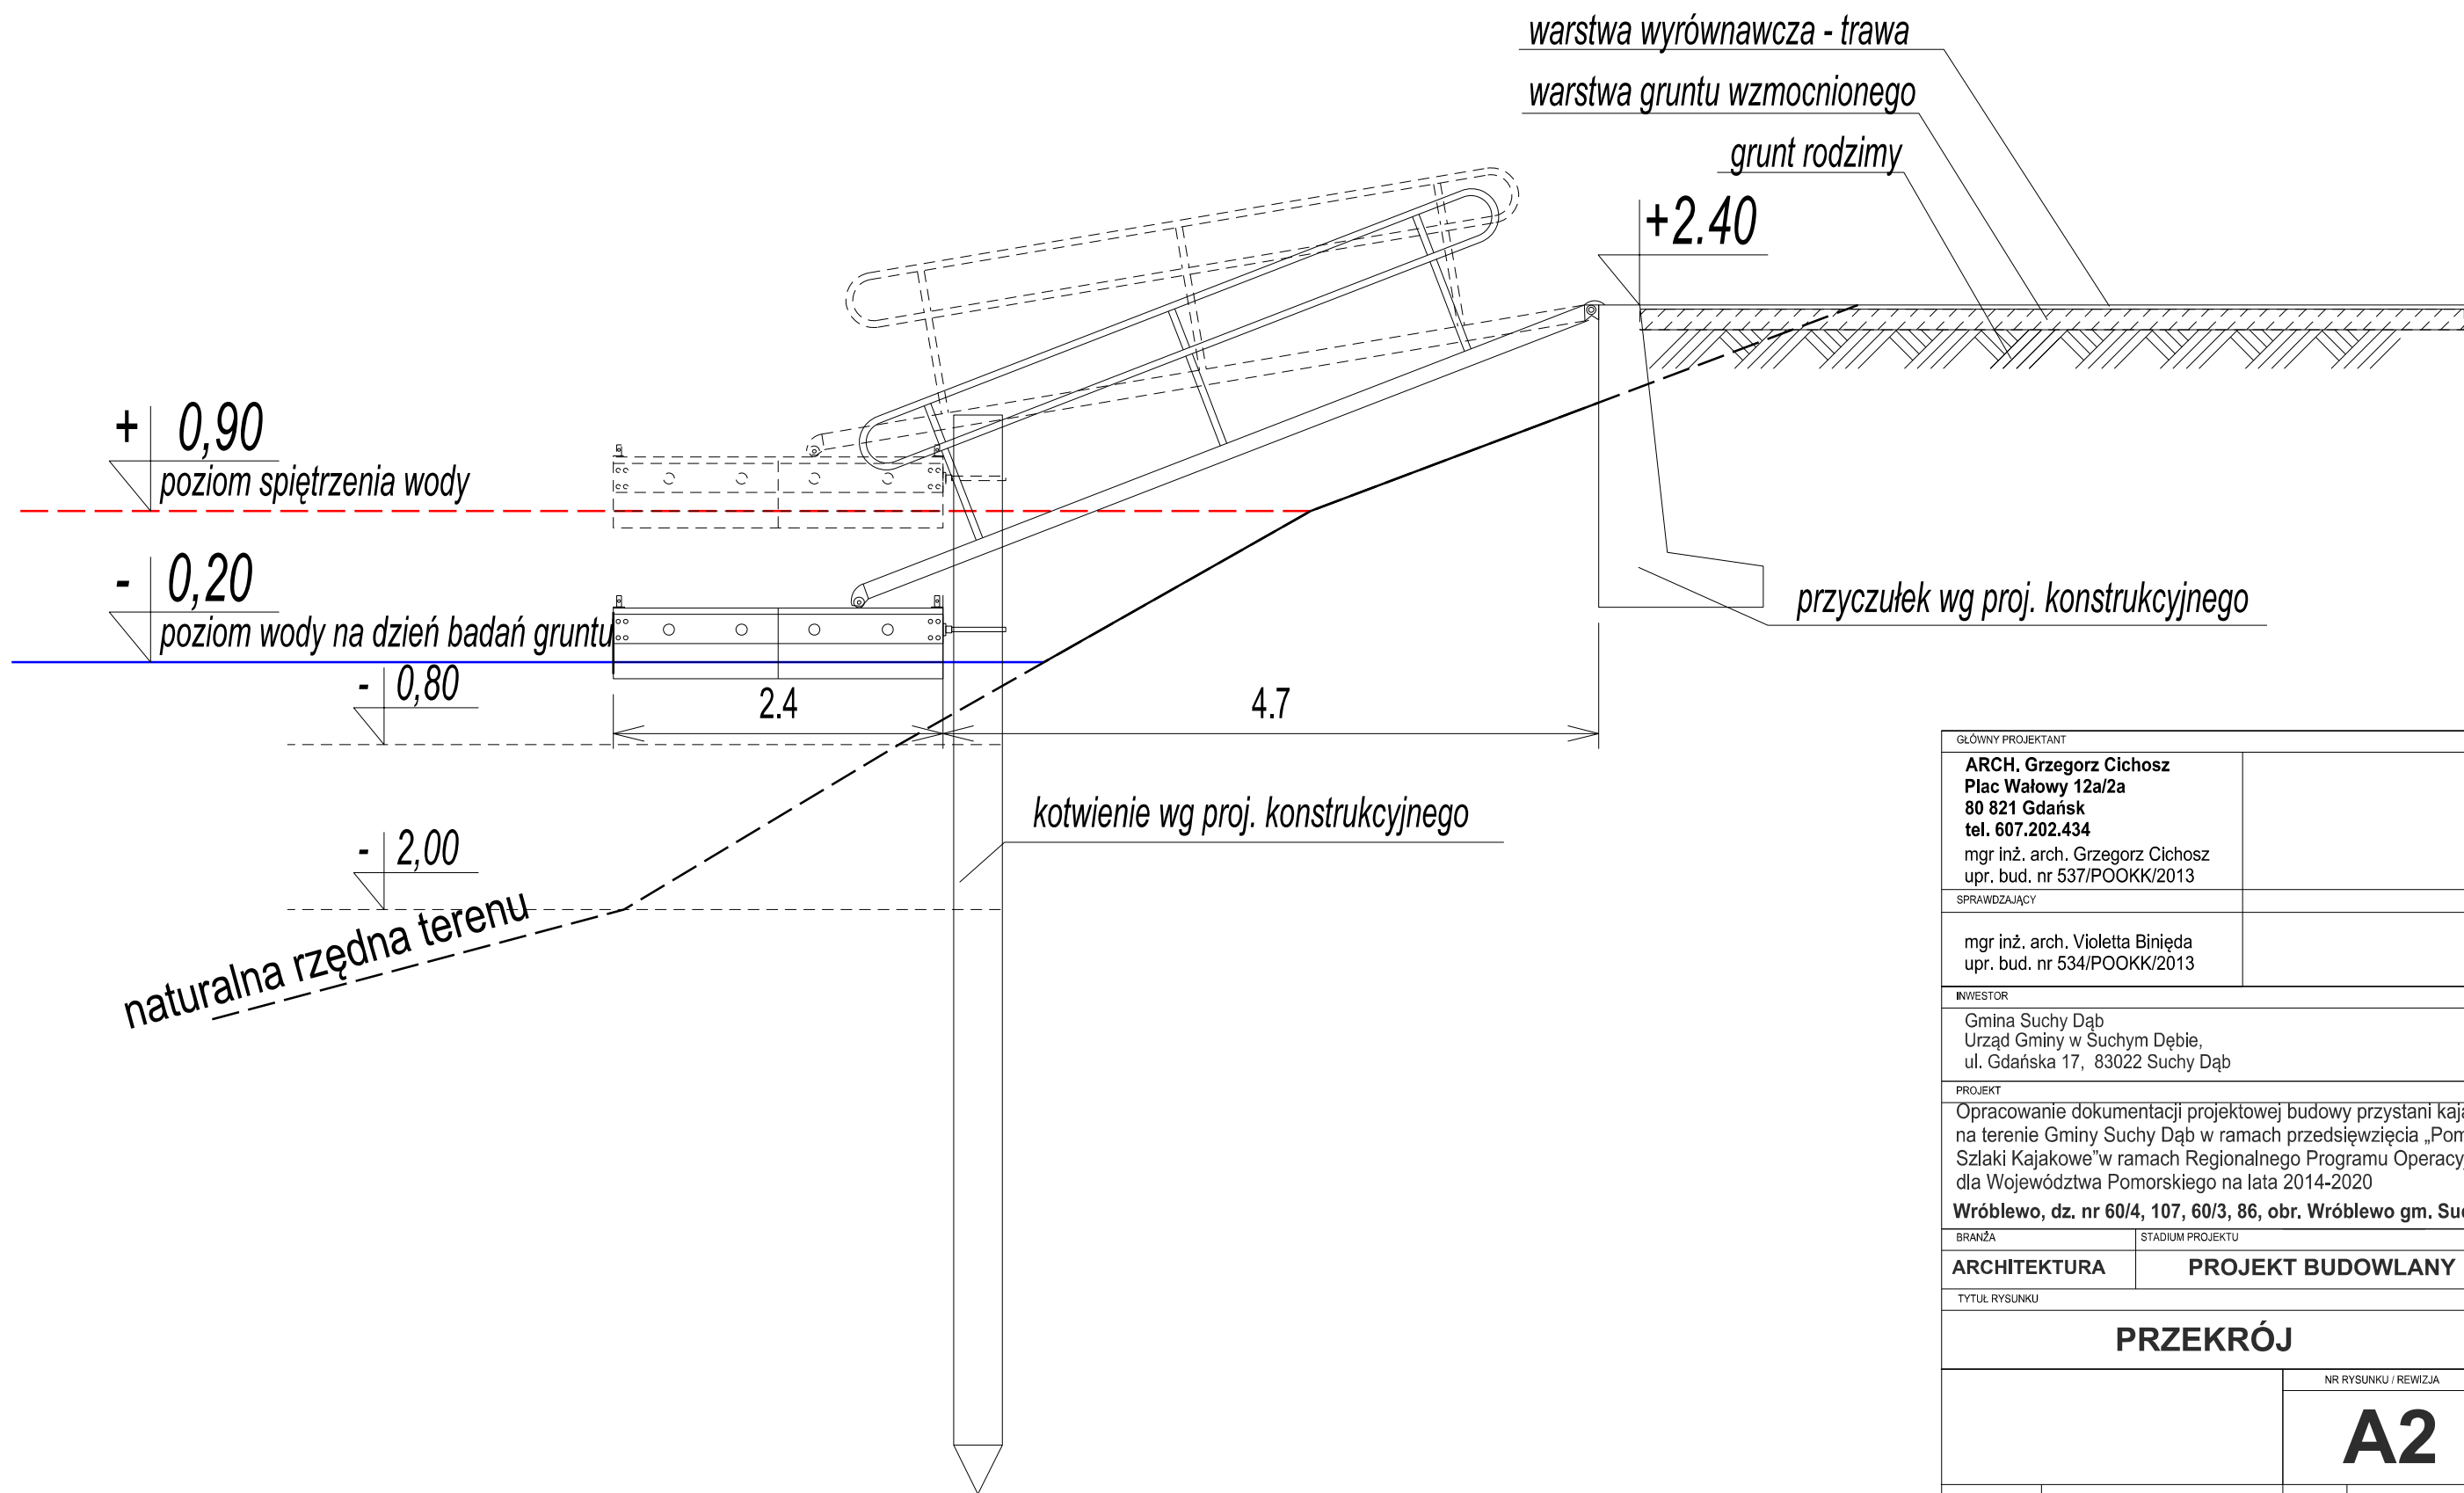 warstwa wyrównawcza - trawa
warstwa gruntu wzmocnionego
grunt rodzimy
+2.40
+ 0,90
poziom spiętrzenia wody
- 0,20
poziom wody na dzień badań gruntu
- 0,80
2.4
4.7
przyczułek wg proj. konstrukcyjnego
kotwienie wg proj. konstrukcyjnego
- 2,00
naturalna rzędna terenu
GŁÓWNY PROJEKTANT
ARCH. Grzegorz Cichosz
Plac Wałowy 12a/2a
80 821 Gdańsk
tel. 607.202.434
mgr inż. arch. Grzegorz Cichosz
upr. bud. nr 537/POOKK/2013
SPRAWDZAJĄCY
mgr inż. arch. Violetta Binięda
upr. bud. nr 534/POOKK/2013
INWESTOR
Gmina Suchy Dąb
Urząd Gminy w Suchym Dębie,
ul. Gdańska 17, 83022 Suchy Dąb
PROJEKT
Opracowanie dokumentacji projektowej budowy przystani kaj
na terenie Gminy Suchy Dąb w ramach przedsięwzięcia „Pom
Szlaki Kajakowe”w ramach Regionalnego Programu Operacy
dla Województwa Pomorskiego na lata 2014-2020
Wróblewo, dz. nr 60/4, 107, 60/3, 86, obr. Wróblewo gm. Su
BRANŻA
STADIUM PROJEKTU
ARCHITEKTURA
PROJEKT BUDOWLANY
TYTUŁ RYSUNKU
PRZEKRÓJ
NR RYSUNKU / REWIZJA
A2